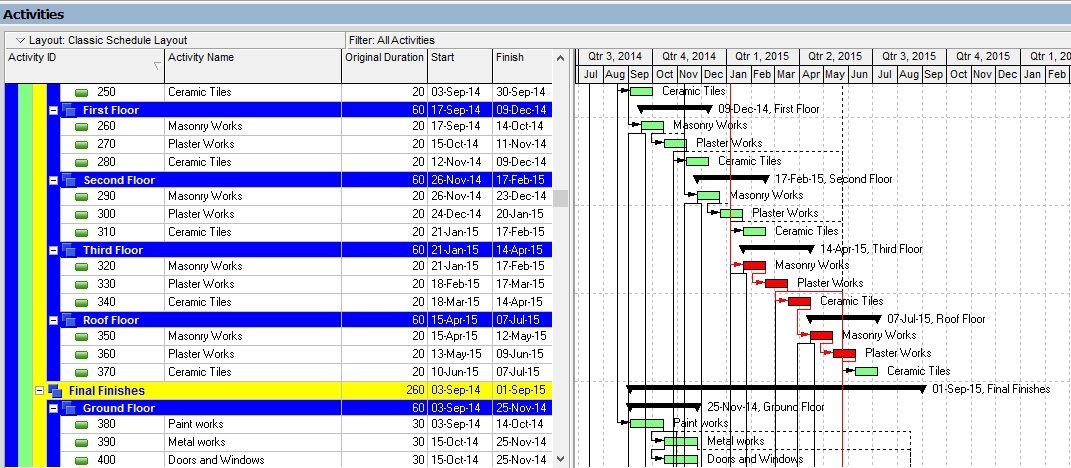 Activities
Layout: Classic Schedule Layout Filter: All Activities
Activity ID Activity Name Original Duration Start Finish Qtr 3, 2014 Qtr 4, 2014 Qtr 1, 2015 Qtr 2, 2015 Qtr 3, 2015 Qtr 4, 2015 Qtr 1, 20
Jul Aug Sep Oct Nov Dec Jan Feb Mar Apr May Jun Jul Aug Sep Oct Nov Dec Jan Feb
250 Ceramic Tiles 20 03-Sep-14 30-Sep-14 Ceramic Tiles
First Floor 60 17-Sep-14 09-Dec-14 09-Dec-14, First Floor
260 Masonry Works 20 17-Sep-14 14-Oct-14 Masonry Works
270 Plaster Works 20 15-Oct-14 11-Nov-14 Plaster Works
280 Ceramic Tiles 20 12-Nov-14 09-Dec-14 Ceramic Tiles
Second Floor 60 26-Nov-14 17-Feb-15 17-Feb-15, Second Floor
290 Masonry Works 20 26-Nov-14 23-Dec-14 Masonry Works
300 Plaster Works 20 24-Dec-14 20-Jan-15 Plaster Works
310 Ceramic Tiles 20 21-Jan-15 17-Feb-15 Ceramic Tiles
Third Floor 60 21-Jan-15 14-Apr-15 14-Apr-15, Third Floor
320 Masonry Works 20 21-Jan-15 17-Feb-15 Masonry Works
330 Plaster Works 20 18-Feb-15 17-Mar-15 Plaster Works
340 Ceramic Tiles 20 18-Mar-15 14-Apr-15 Ceramic Tiles
Roof Floor 60 15-Apr-15 07-Jul-15 07-Jul-15, Roof Floor
350 Masonry Works 20 15-Apr-15 12-May-15 Masonry Works
360 Plaster Works 20 13-May-15 09-Jun-15 Plaster Works
370 Ceramic Tiles 20 10-Jun-15 07-Jul-15 Ceramic Tiles
Final Finishes 260 03-Sep-14 01-Sep-15 01-Sep-15, Final Finishes
Ground Floor 60 03-Sep-14 25-Nov-14 25-Nov-14, Ground Floor
380 Paint works 30 03-Sep-14 14-Oct-14 Paint works
390 Metal works 30 15-Oct-14 25-Nov-14 Metal works
400 Doors and Windows 30 15-Oct-14 25-Nov-14 Doors and Windows